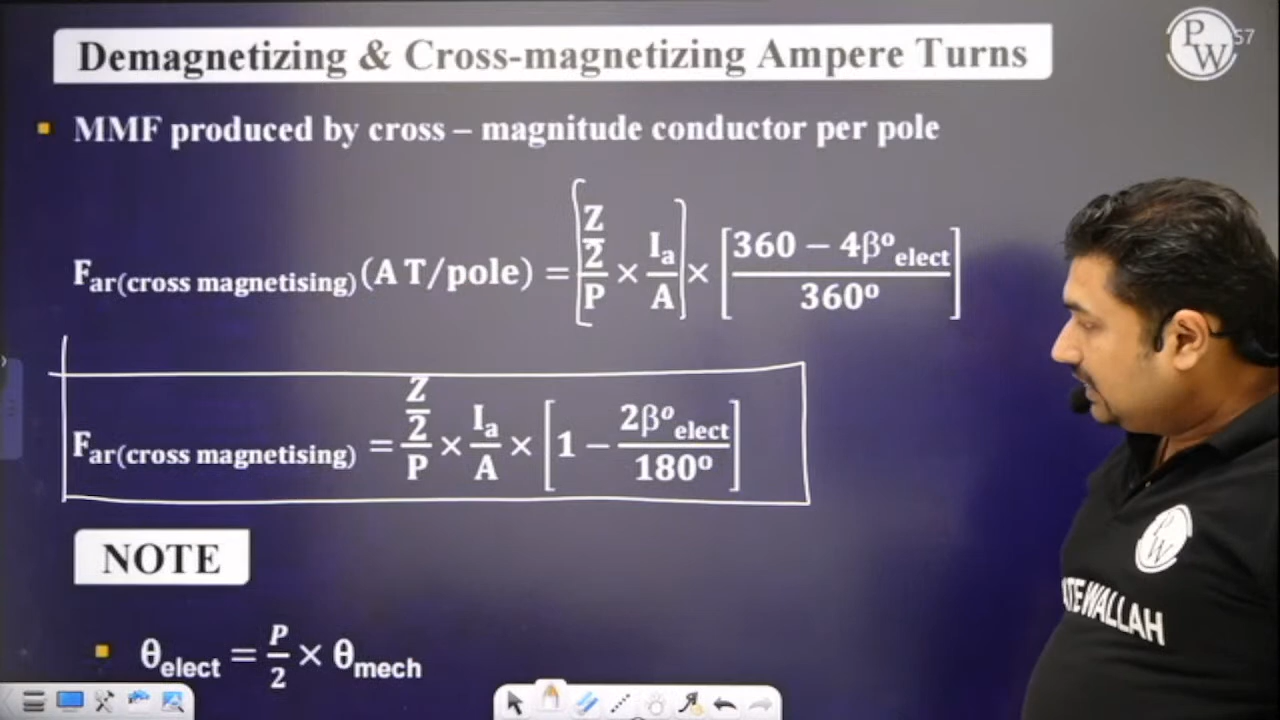 Demagnetizing & Cross-magnetizing Ampere Turns
PW 57
MMF produced by cross – magnitude conductor per pole
F_ar(cross magnetising) (A T/pole) = [Z/2/P × I_a/A] × [360 – 4β°_elect / 360°]
F_ar(cross magnetising) = Z/2/P × I_a/A × [1 – 2β°_elect / 180°]
NOTE
θ_elect = P/2 × θ_mech
PW
ATE WALLAH